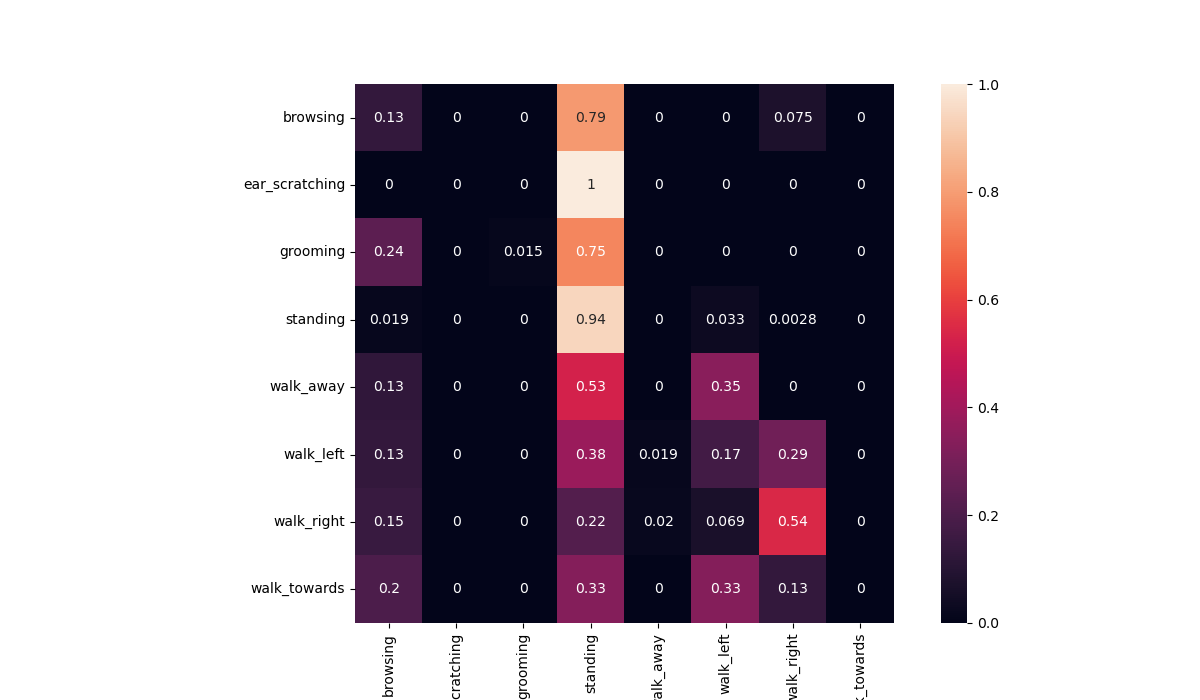 browsing 0.13 0 0 0.79 0 0 0.075 0
ear_scratching 0 0 0 1 0 0 0 0
grooming 0.24 0 0.015 0.75 0 0 0 0
standing 0.019 0 0 0.94 0 0.033 0.0028 0
walk_away 0.13 0 0 0.53 0 0.35 0 0
walk_left 0.13 0 0 0.38 0.019 0.17 0.29 0
walk_right 0.15 0 0 0.22 0.02 0.069 0.54 0
walk_towards 0.2 0 0 0.33 0 0.33 0.13 0
browsing
cratching
grooming
standing
alk_away
walk_left
walk_right
k_towards
1.0
0.8
0.6
0.4
0.2
0.0